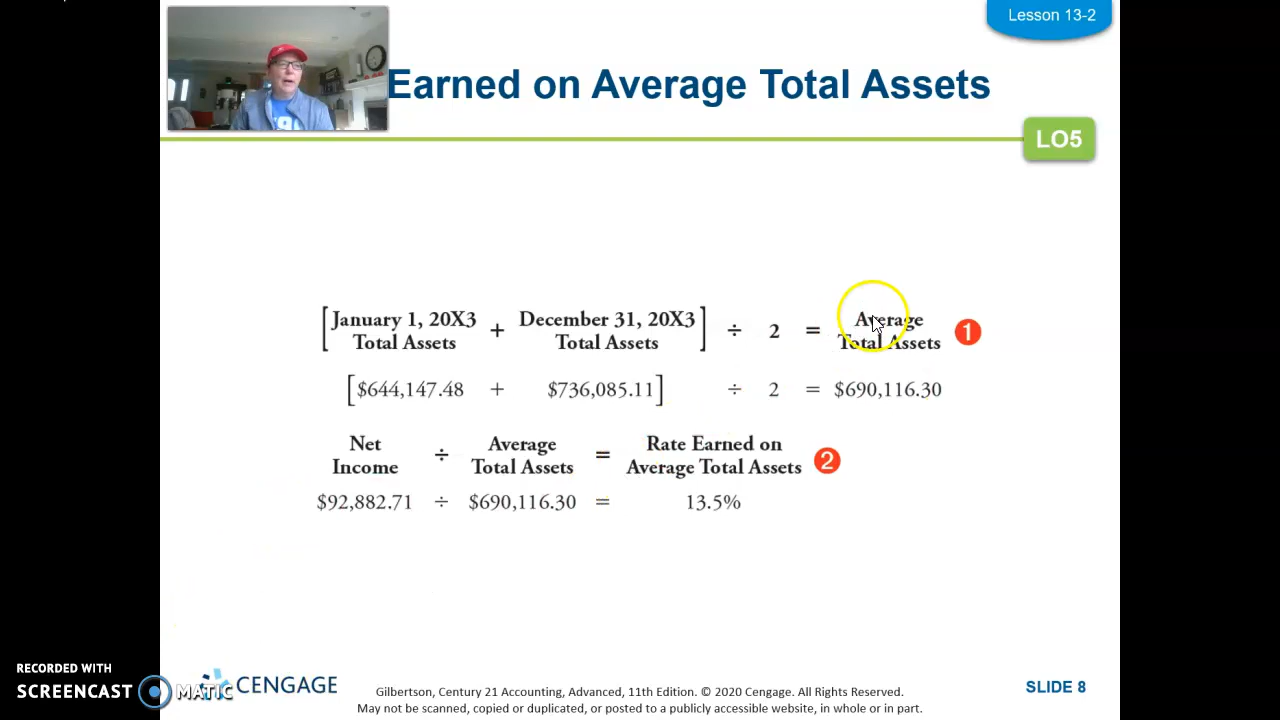 Lesson 13-2
Earned on Average Total Assets
LO5
[January 1, 20X3 Total Assets + December 31, 20X3 Total Assets] ÷ 2 = Average Total Assets 1
[$644,147.48 + $736,085.11] ÷ 2 = $690,116.30
Net Income ÷ Average Total Assets = Rate Earned on Average Total Assets 2
$92,882.71 ÷ $690,116.30 = 13.5%
RECORDED WITH
SCREENCAST MATIC
CENGAGE
Gilbertson, Century 21 Accounting, Advanced, 11th Edition. © 2020 Cengage. All Rights Reserved.
May not be scanned, copied or duplicated, or posted to a publicly accessible website, in whole or in part.
SLIDE 8